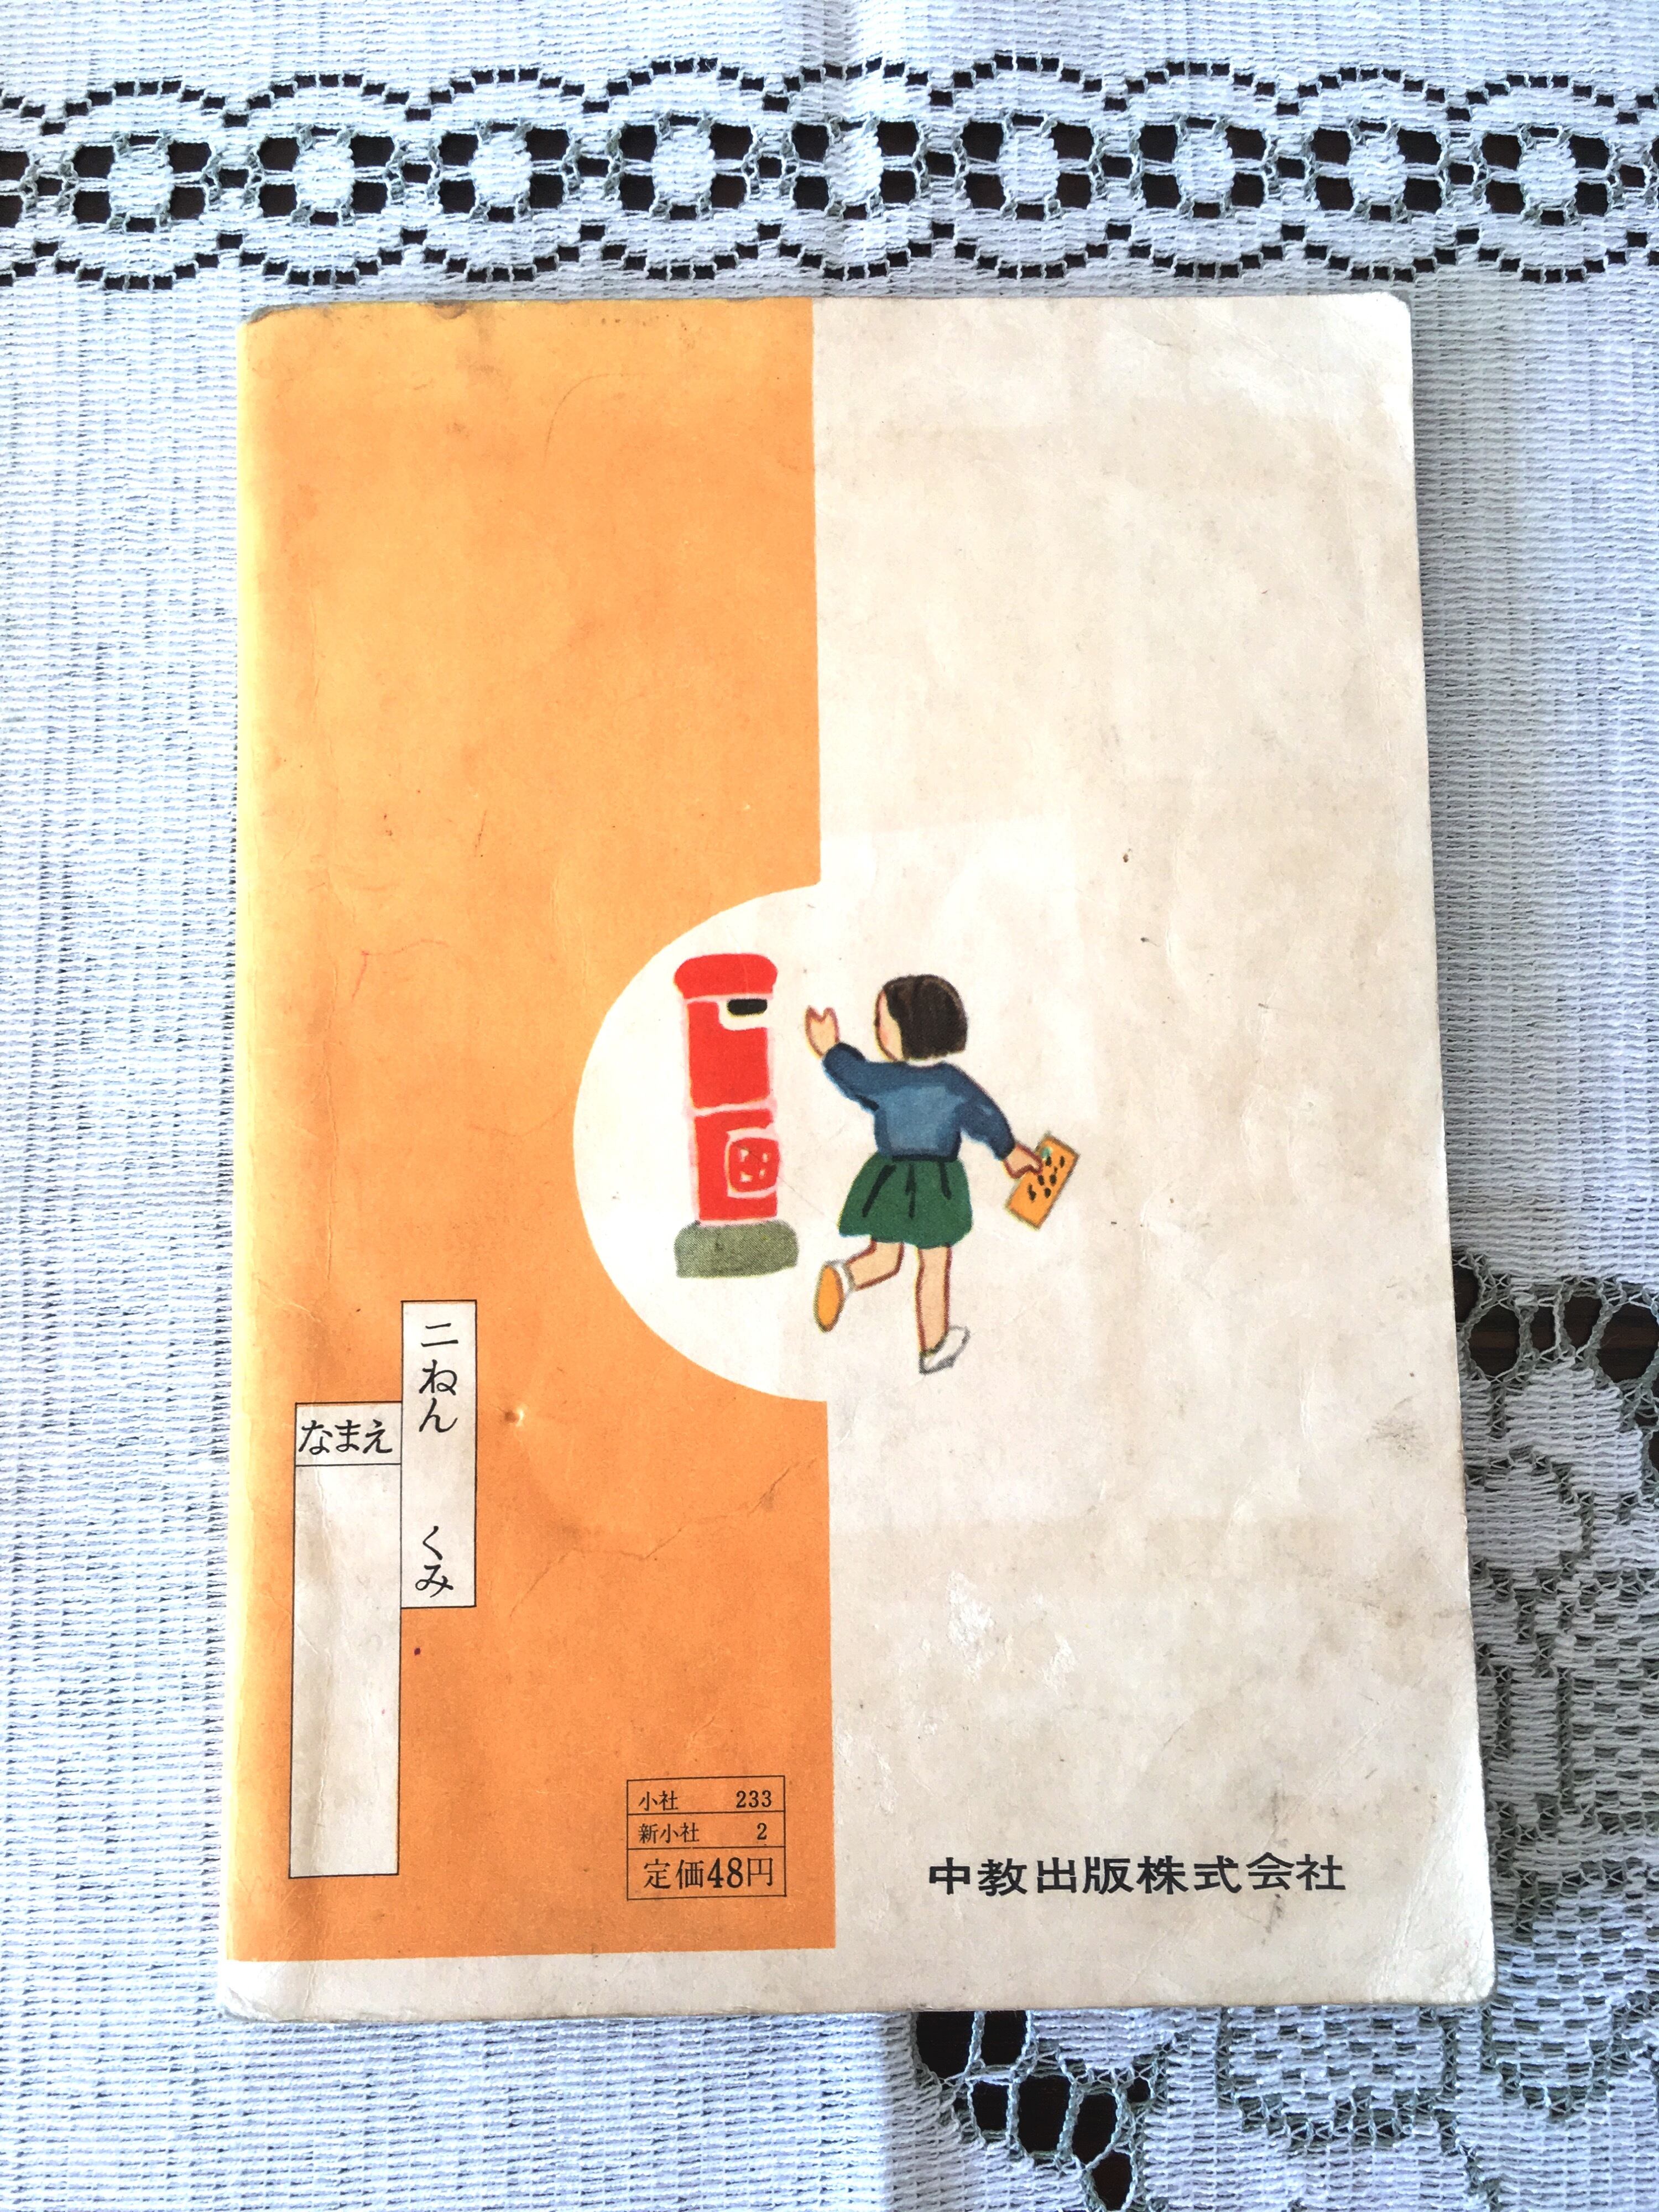 二ねん　くみ
なまえ
小社 233
新小社 2
定価48円
中教出版株式会社